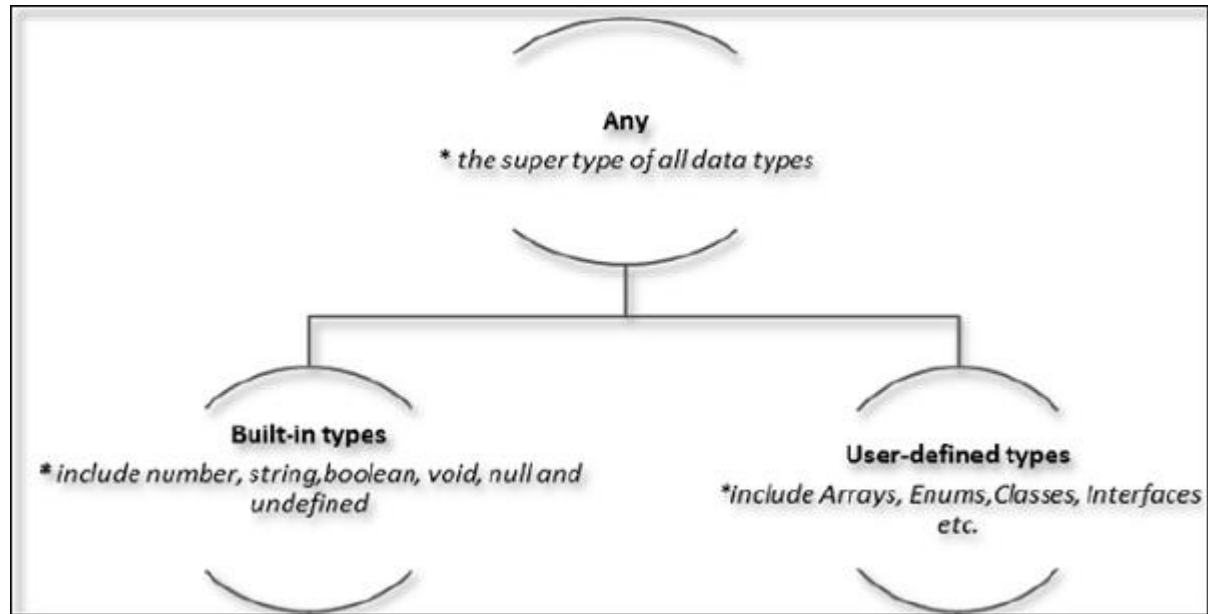 Any
* the super type of all data types
Built-in types
* include number, string,boolean, void, null and
undefined
User-defined types
*include Arrays, Enums,Classes, Interfaces
etc.